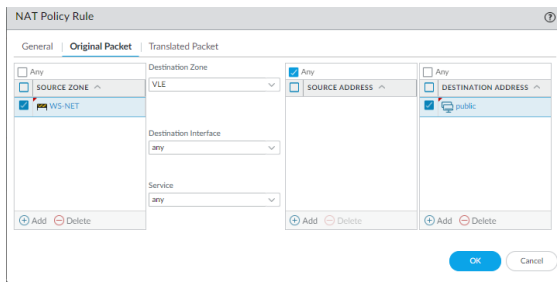 NAT Policy Rule
General Original Packet Translated Packet
Any
SOURCE ZONE
WS-NET
Add Delete
Destination Zone
VLE
Destination Interface
any
Service
any
Any
SOURCE ADDRESS
Add Delete
Any
DESTINATION ADDRESS
public
Add Delete
OK Cancel